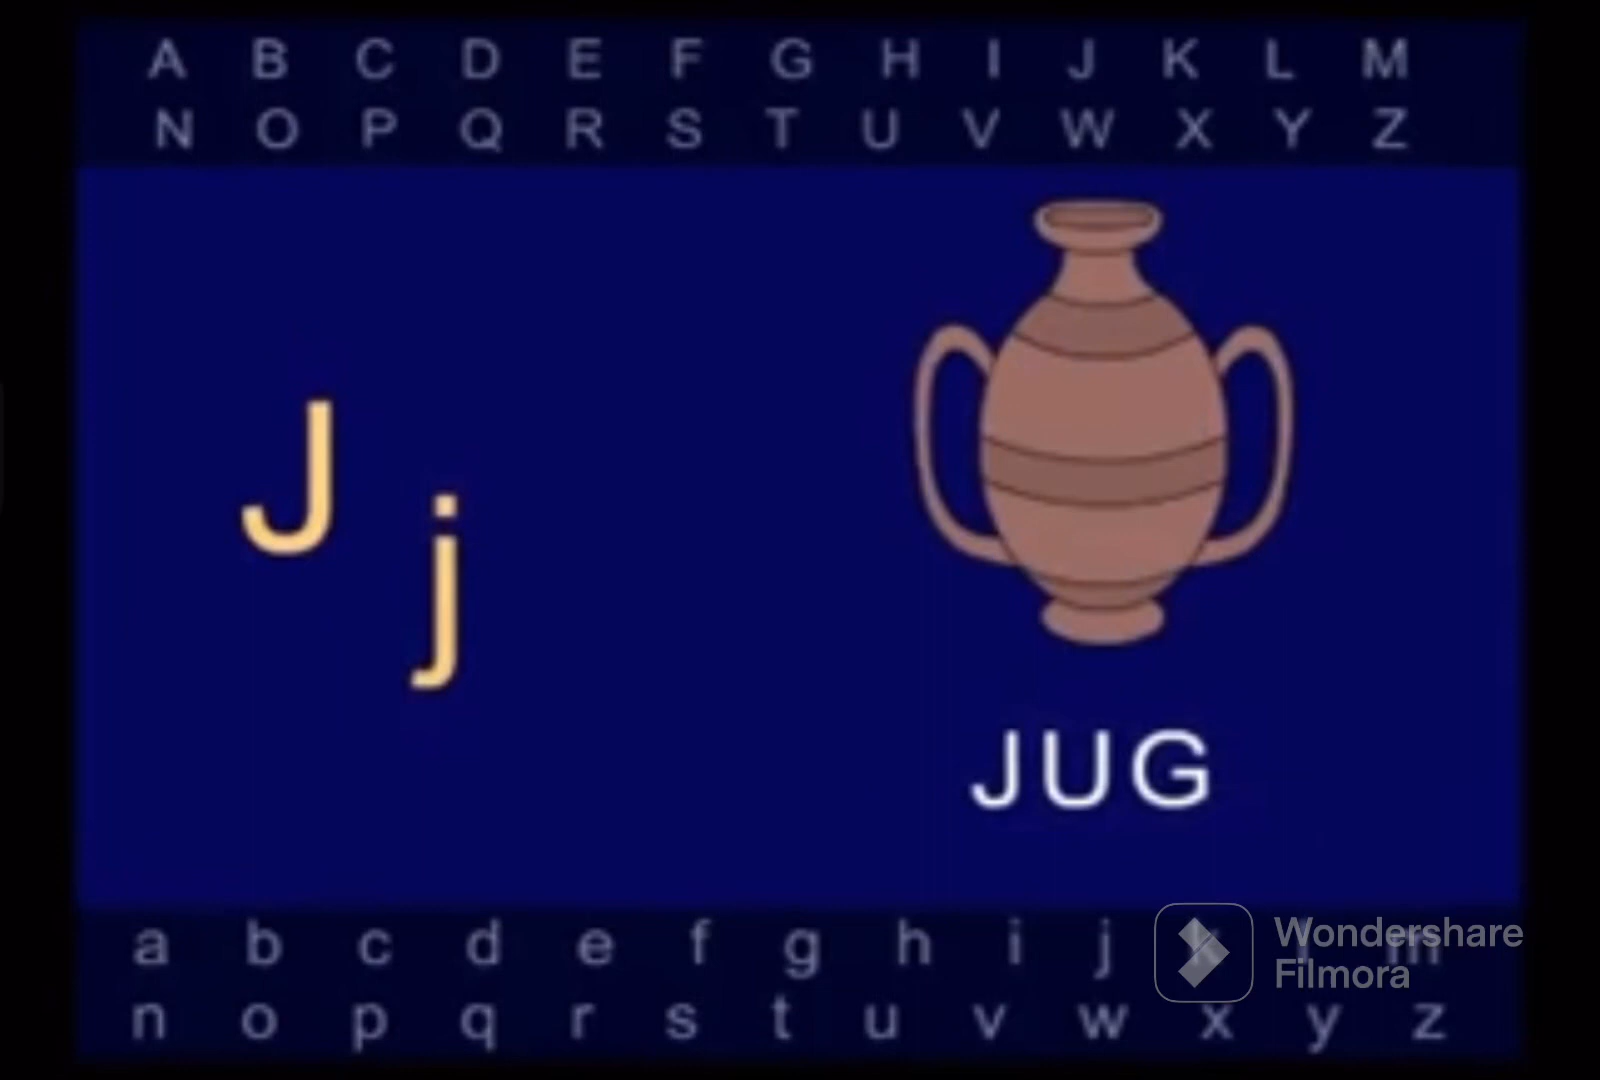 A B C D E F G H I J K L M
N O P Q R S T U V W X Y Z
J j
JUG
a b c d e f g h i j k l m
n o p q r s t u v w x y z
Wondershare
Filmora